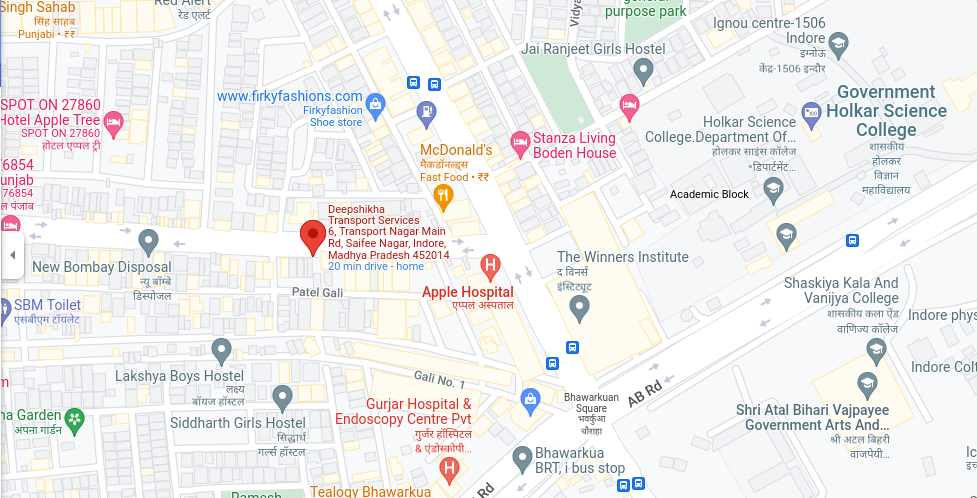 Singh Sahab
सिंह साहब
Punjabi • ₹₹
Red Alert
रेड एलर्ट
Vidya
general
purpose park
Ignou centre-1506
Indore
इग्नोऊ
केंद्र-1506 इन्दौर
Jai Ranjeet Girls Hostel
www.firkyfashions.com
Firkyfashion
Shoe store
SPOT ON 27860
Hotel Apple Tree
SPOT ON 27860
होटल एप्पल ट्री
Government
Holkar Science
College
शासकीय
होलकर
विज्ञान
महाविद्यालय
Holkar Science
College.Department Of...
होलकर साइंस कॉलेज
°डिपार्टमेंट...
Stanza Living
Boden House
McDonald's
मैकडॉनल्ड्स
Fast Food • ₹₹
76854
unjab
76854
ल पंजाब
Academic Block
Deepshikha
Transport Services
6, Transport Nagar Main
Rd, Saifee Nagar, Indore,
Madhya Pradesh 452014
20 min drive - home
New Bombay Disposal
न्यू बॉम्बे
डिस्पोजल
The Winners Institute
द विनर्स
इंस्टिट्यूट
Patel Gali
Apple Hospital
एप्पल अस्पताल
SBM Toilet
एसबीएम टॉयलेट
Shaskiya Kala And
Vanijya College
शासकीय कला ऐंड
वाणिज्य कॉलेज
Indore phys
Lakshya Boys Hostel
लक्ष्य
बॉयज हॉस्टल
Gali No. 1
Indore Colt
AB Rd
Bhawarkuan
Square
भवर्कुआ
चौराहा
Gurjar Hospital &
Endoscopy Centre Pvt
गुर्जर हॉस्पिटल
& एंडोस्कोपी...
Shri Atal Bihari Vajpayee
Government Arts And...
श्री अटल बिहरी
वाजपेयी...
na Garden
अपना गार्डन
Siddharth Girls Hostel
सिद्धार्थ
गर्ल्स हॉस्टल
Bhawarkua
BRT, i bus stop
Tealogy Bhawarkua
Ramesh
Rd